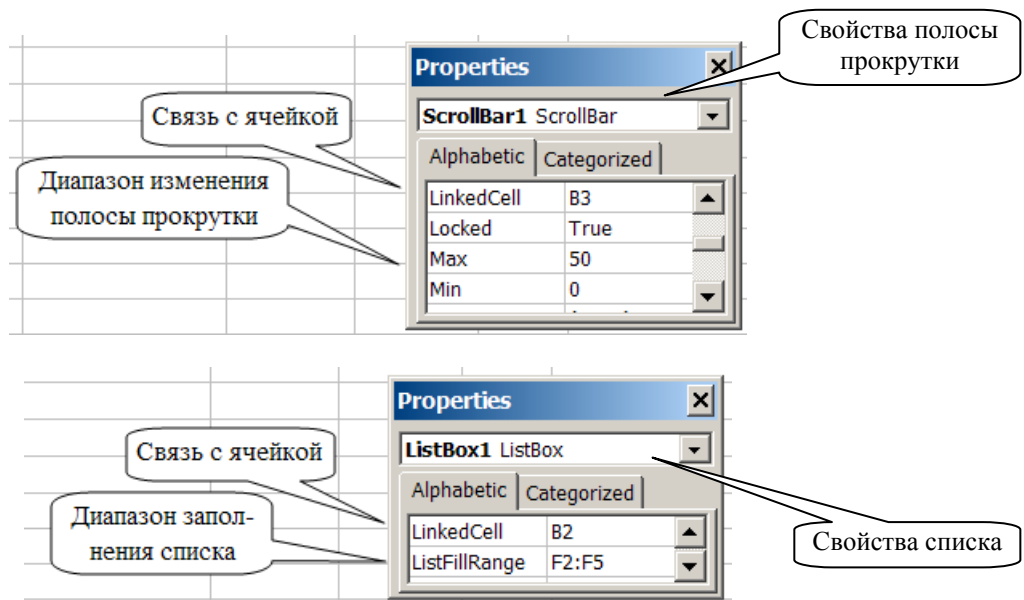 Свойства полосы
прокрутки
Properties
Связь с ячейкой
ScrollBar1 ScrollBar
Alphabetic Categorized
Диапазон изменения
полосы прокрутки
LinkedCell B3
Locked True
Max 50
Min 0
Properties
Связь с ячейкой
ListBox1 ListBox
Alphabetic Categorized
Диапазон запол-
нения списка
LinkedCell B2
ListFillRange F2:F5
Свойства списка